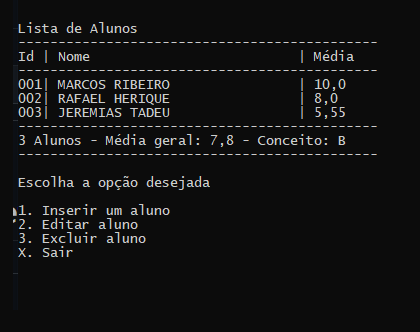 Lista de Alunos
---------------------------------------------
Id | Nome | Média
---------------------------------------------
001| MARCOS RIBEIRO | 10,0
002| RAFAEL HERIQUE | 8,0
003| JEREMIAS TADEU | 5,55
---------------------------------------------
3 Alunos - Média geral: 7,8 - Conceito: B
---------------------------------------------
Escolha a opção desejada
1. Inserir um aluno
2. Editar aluno
3. Excluir aluno
X. Sair